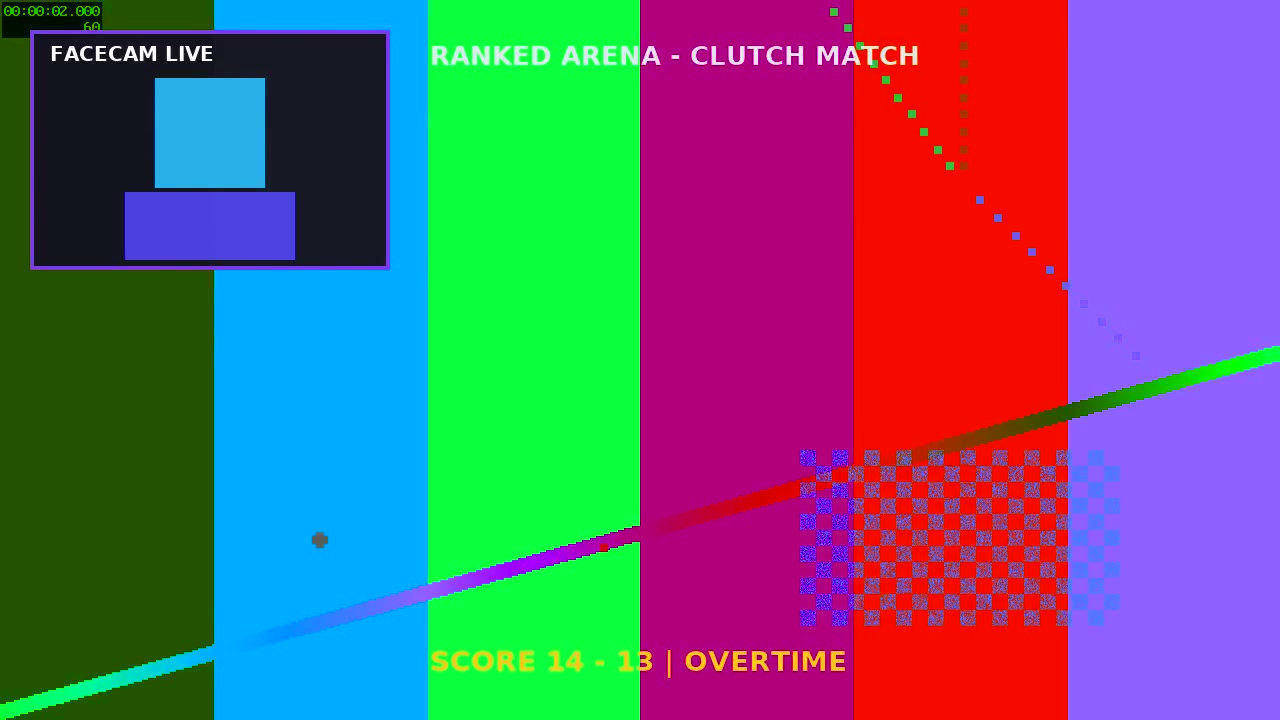 00:00:02.000
60
FACECAM LIVE
RANKED ARENA - CLUTCH MATCH
SCORE 14 - 13 | OVERTIME